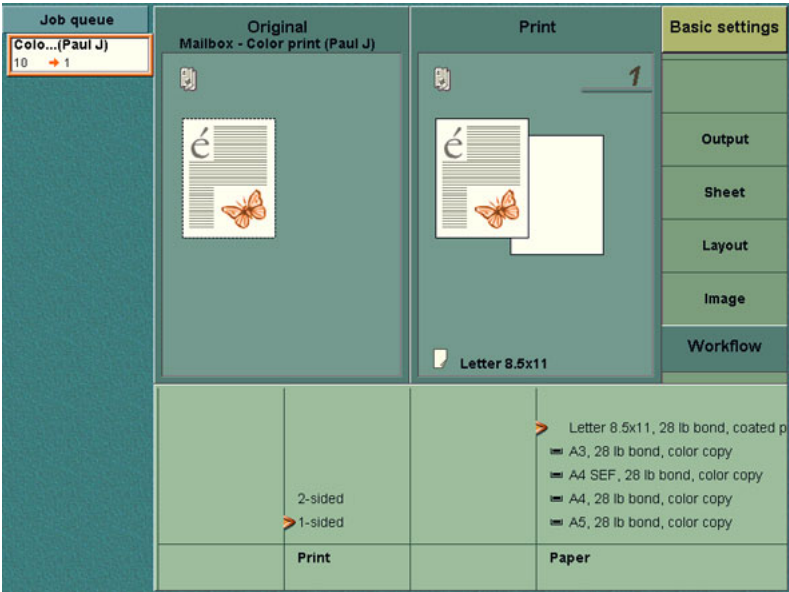 Job queue
Colo...(Paul J)
10 → 1
Original
Mailbox - Color print (Paul J)
é
Print
1
é
Letter 8.5x11
Basic settings
Output
Sheet
Layout
Image
Workflow
2-sided
1-sided
Print
Letter 8.5x11, 28 lb bond, coated p
A3, 28 lb bond, color copy
A4 SEF, 28 lb bond, color copy
A4, 28 lb bond, color copy
A5, 28 lb bond, color copy
Paper